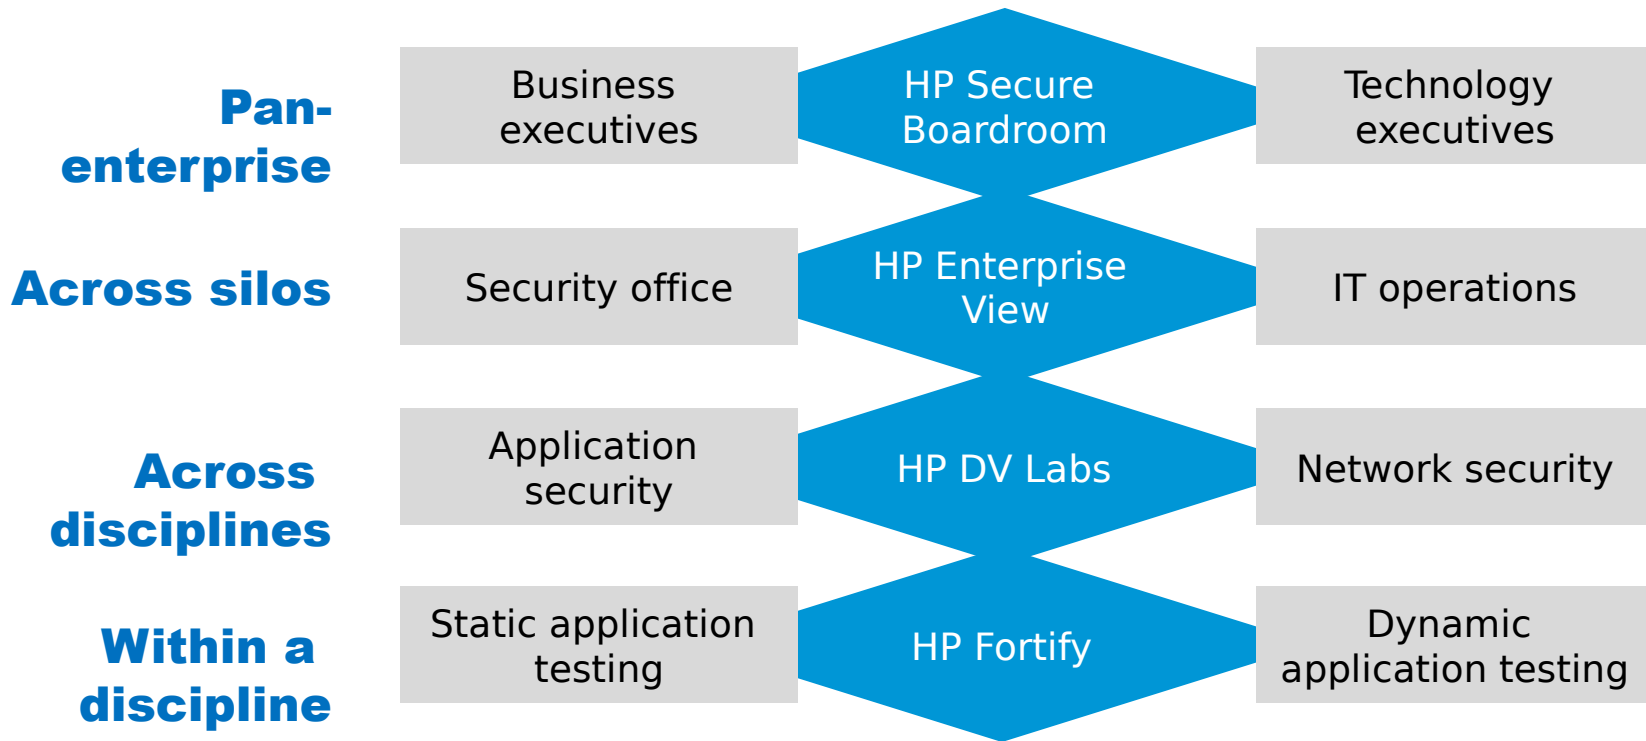 Pan-
enterprise
Business
executives
HP Secure
Boardroom
Technology
executives
Across silos
Security office
HP Enterprise
View
IT operations
Across
disciplines
Application
security
HP DV Labs
Network security
Within a
discipline
Static application
testing
HP Fortify
Dynamic
application testing